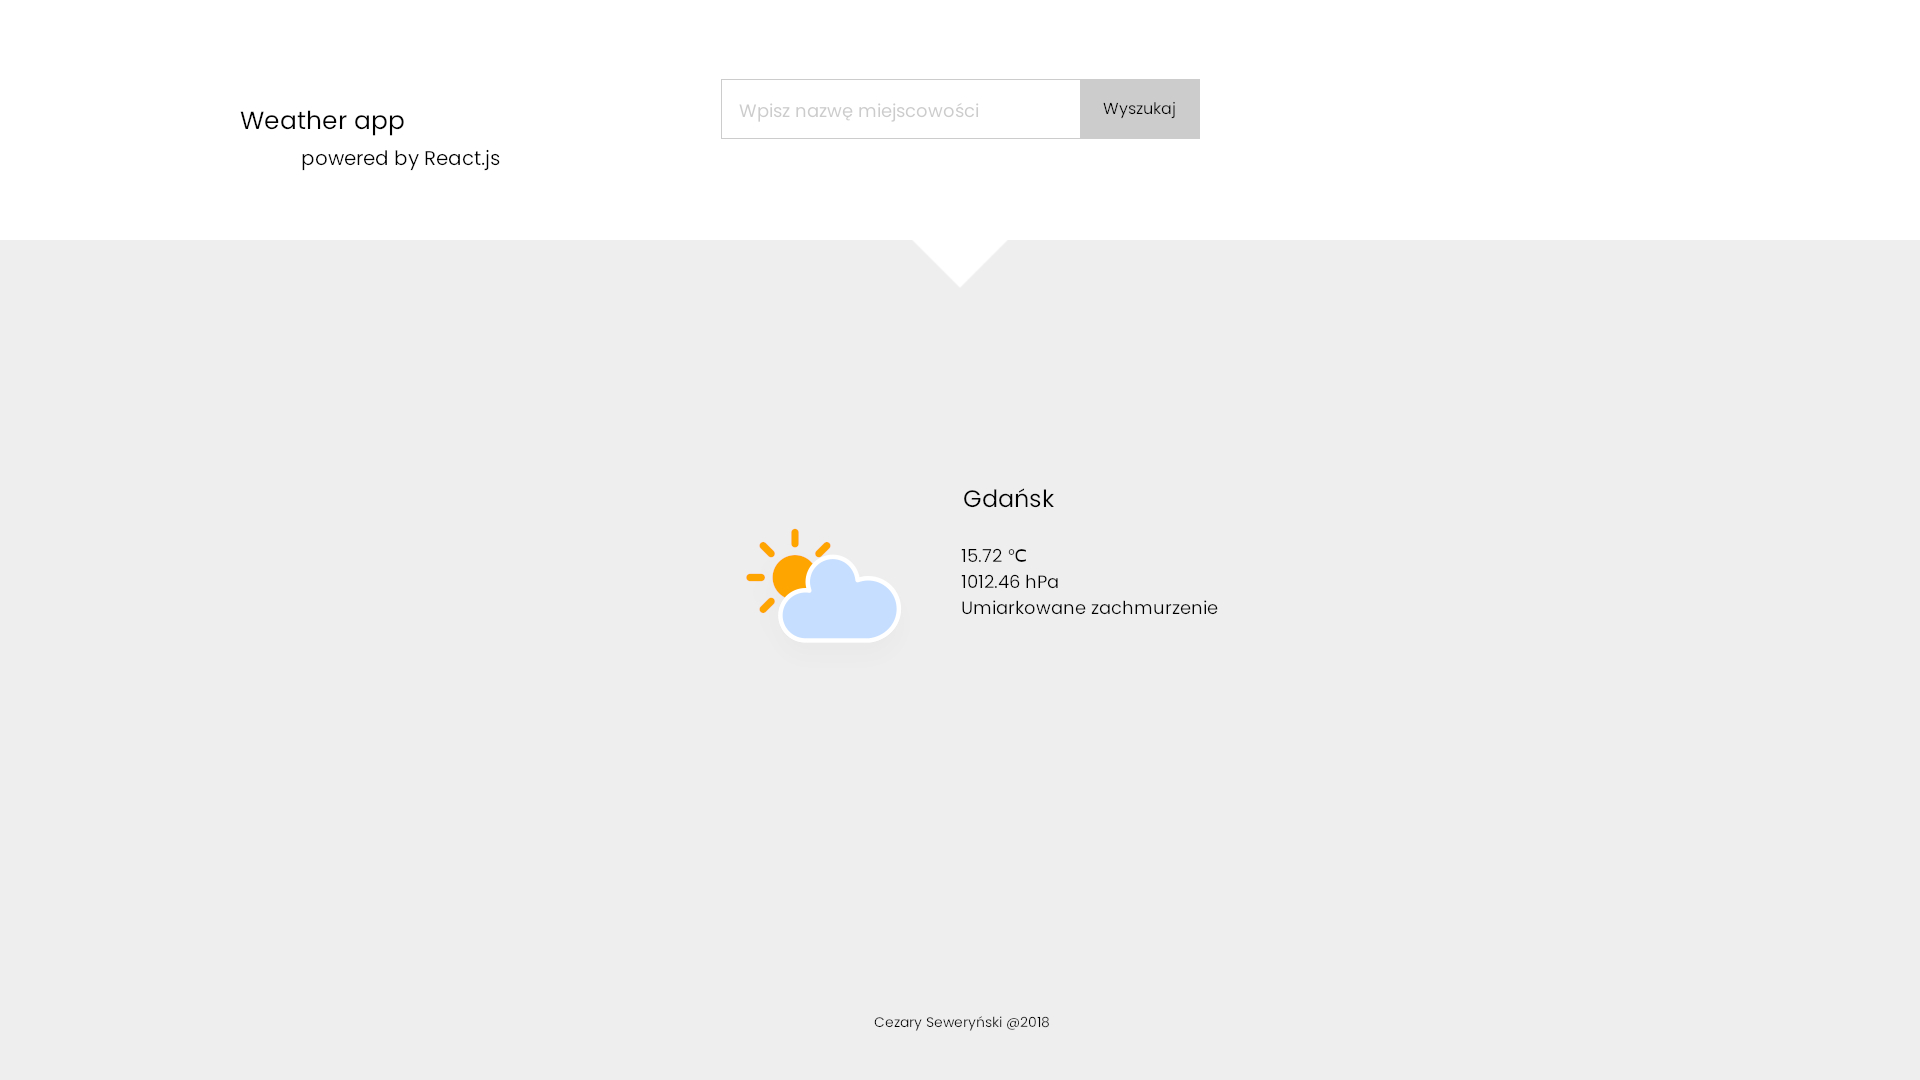 Weather app
powered by React.js
Wpisz nazwę miejscowości
Wyszukaj
Gdańsk
15.72 °C
1012.46 hPa
Umiarkowane zachmurzenie
Cezary Seweryński @2018